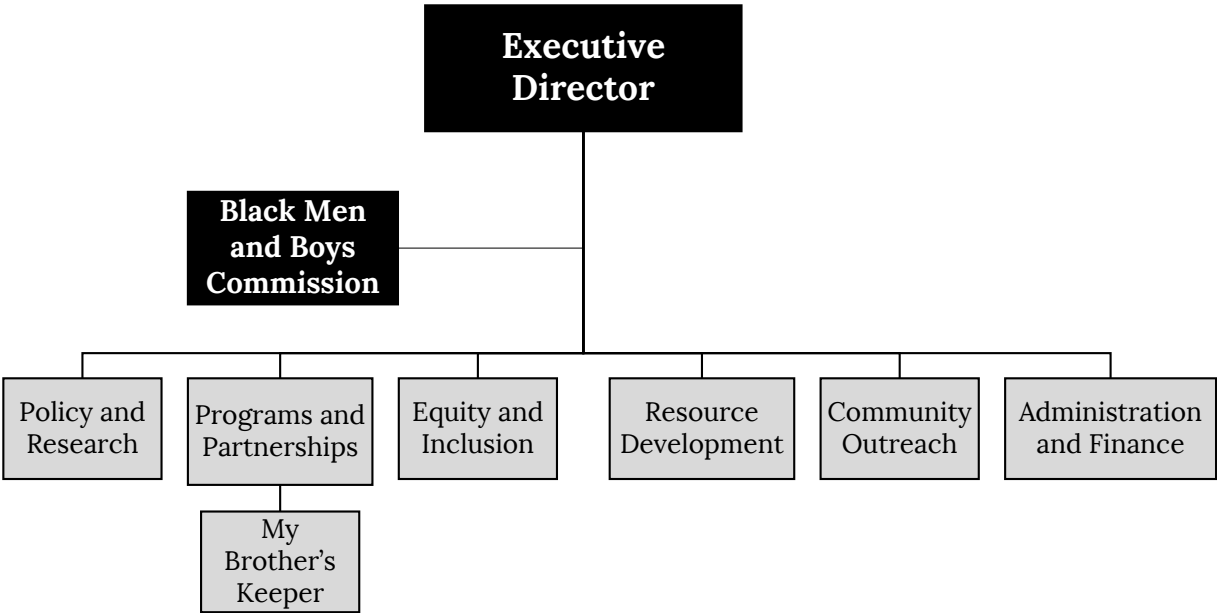 Executive
Director
Black Men
and Boys
Commission
Policy and
Research
Programs and
Partnerships
Equity and
Inclusion
Resource
Development
Community
Outreach
Administration
and Finance
My
Brother’s
Keeper